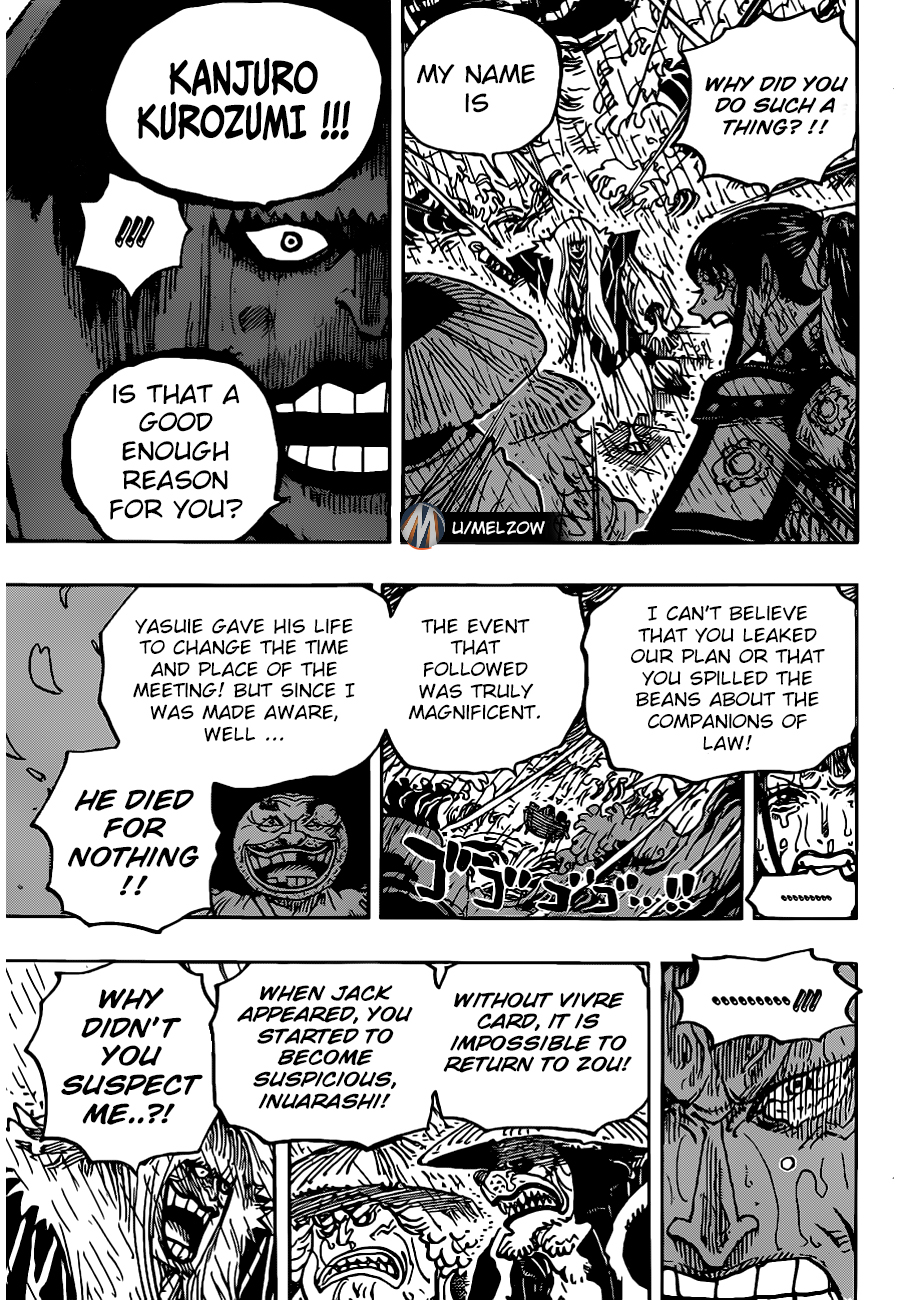 WHY DID YOU
DO SUCH A
THING? !!
MY NAME
IS
KANJURO
KUROZUMI !!!
!!!
IS THAT A
GOOD
ENOUGH
REASON
FOR YOU?
U/MELZOW
I CAN'T BELIEVE
THAT YOU LEAKED
OUR PLAN OR THAT
YOU SPILLED THE
BEANS ABOUT THE
COMPANIONS OF
LAW!
............
THE EVENT
THAT
FOLLOWED
WAS TRULY
MAGNIFICENT.
ゴゴゴゴゴ...!!
YASUIE GAVE HIS LIFE
TO CHANGE THE TIME
AND PLACE OF THE
MEETING! BUT SINCE I
WAS MADE AWARE,
WELL ...
HE DIED
FOR
NOTHING
!!
........... !!!
WITHOUT VIVRE
CARD, IT IS
IMPOSSIBLE TO
RETURN TO ZOU!
WHEN JACK
APPEARED, YOU
STARTED TO
BECOME
SUSPICIOUS,
INUARASHI!
WHY
DIDN'T
YOU
SUSPECT
ME..?!